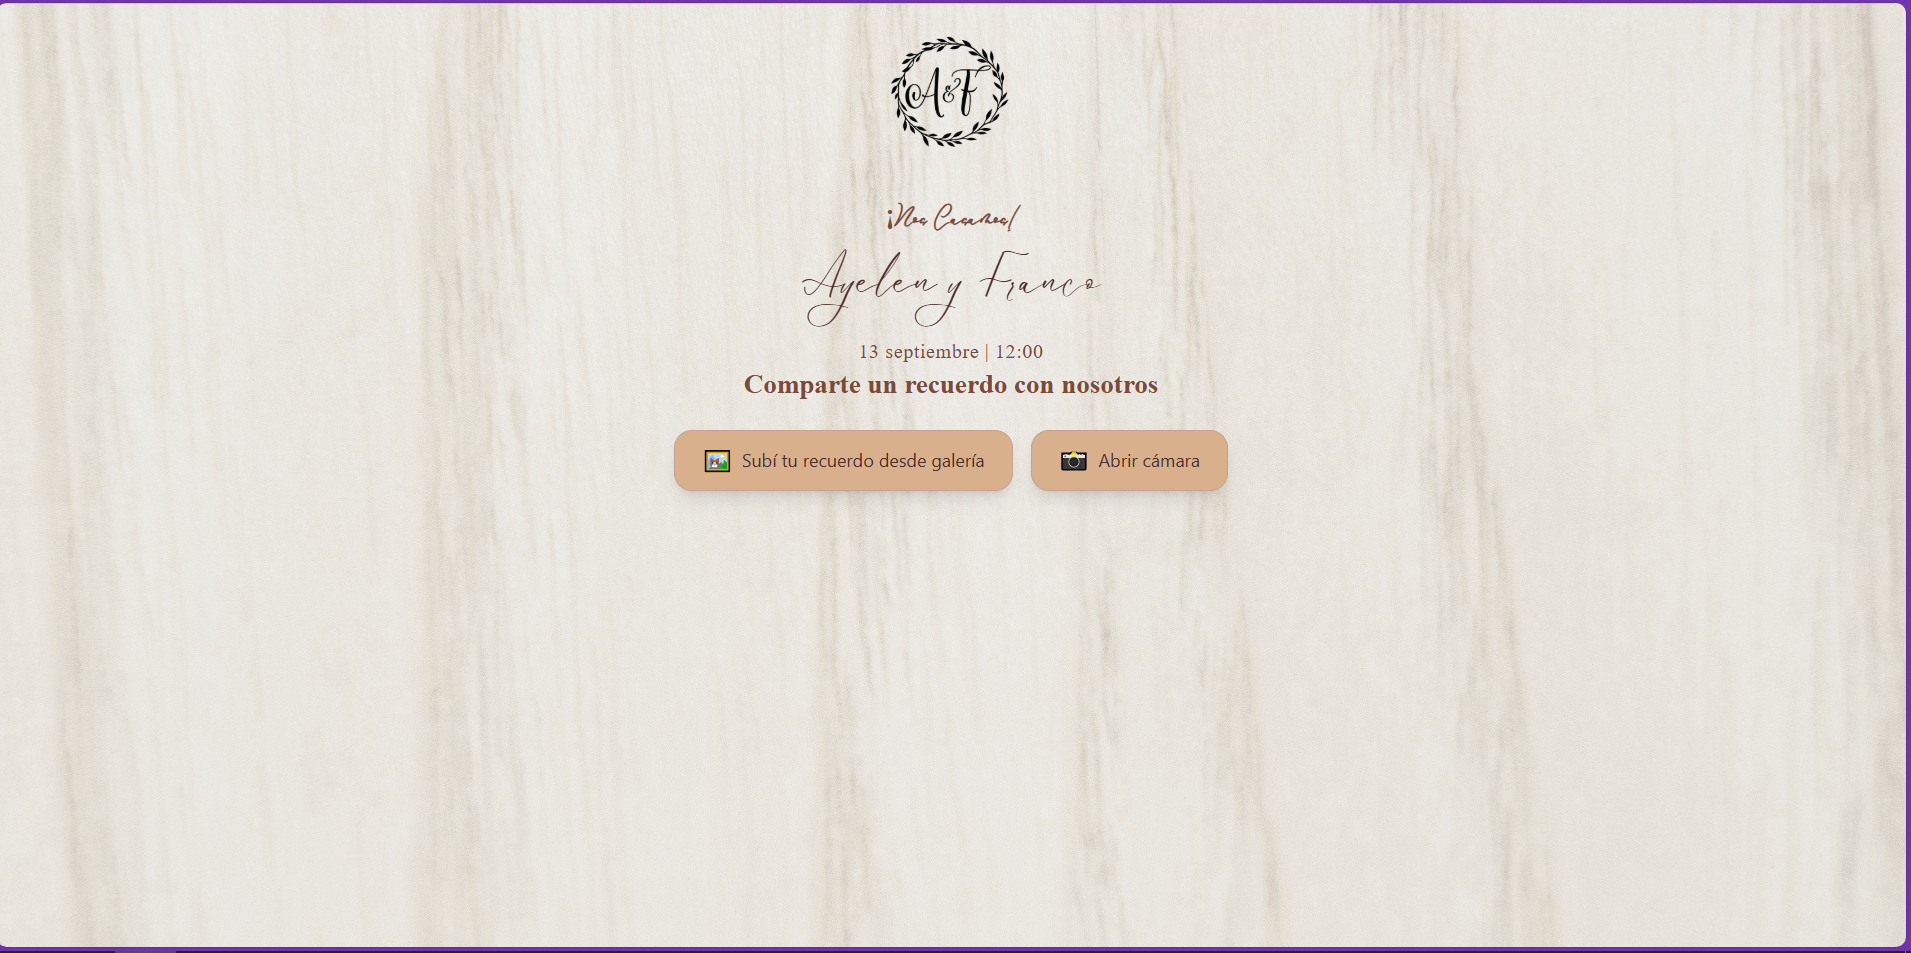 A&F
¡Nos Casamos!
Ayelen y Franco
13 septiembre | 12:00
Comparte un recuerdo con nosotros
Subí tu recuerdo desde galería
Abrir cámara